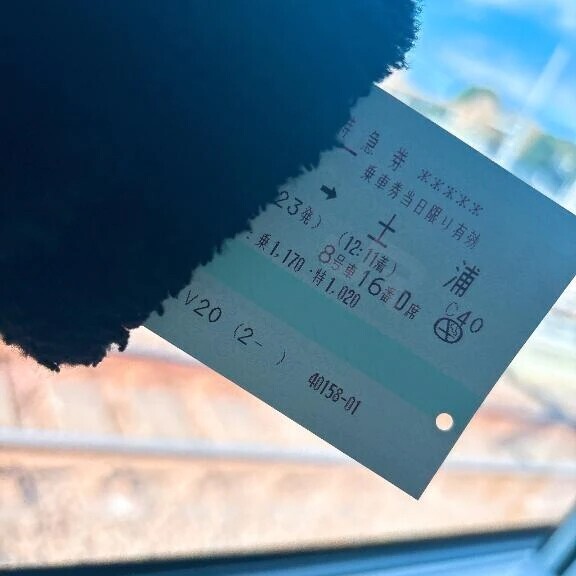 急券 *****
乗車券当日限り有効
➡ 土浦
23発) (12:11着) C40
8号車16番D席
乗1,170・特1,020
V20 (2- )
40158-01